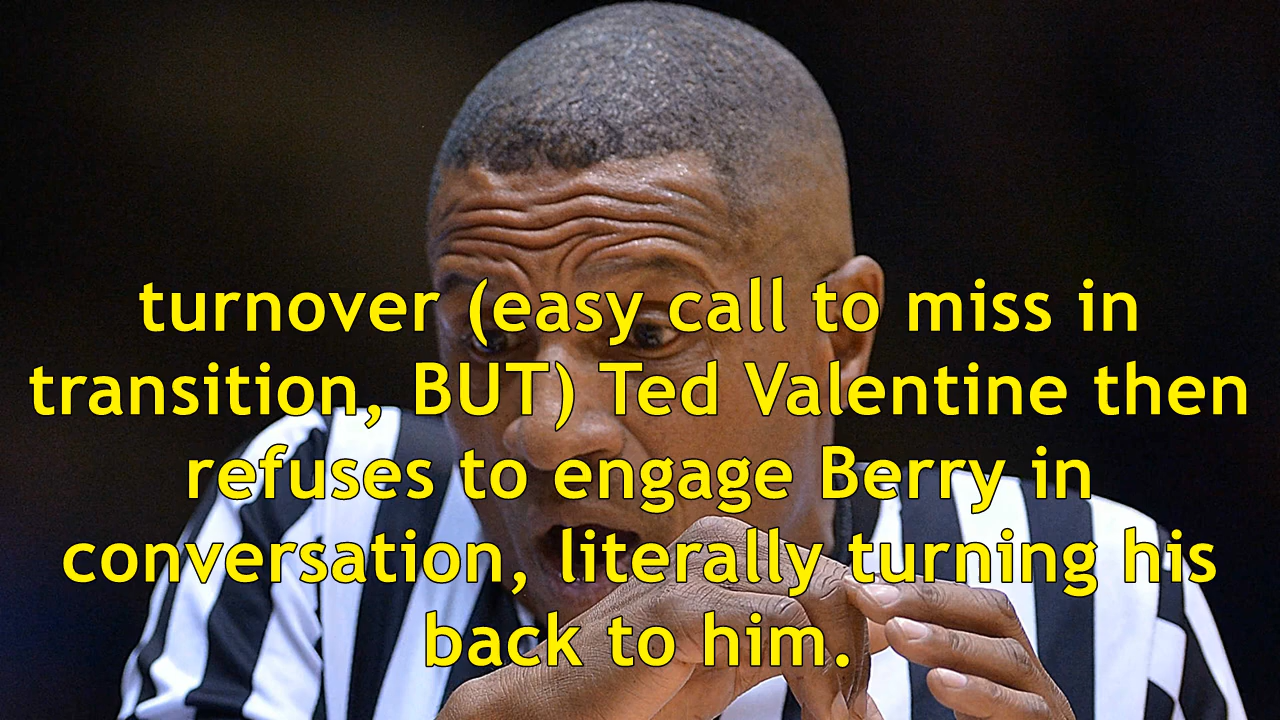 turnover (easy call to miss in
transition, BUT) Ted Valentine then
refuses to engage Berry in
conversation, literally turning his
back to him.